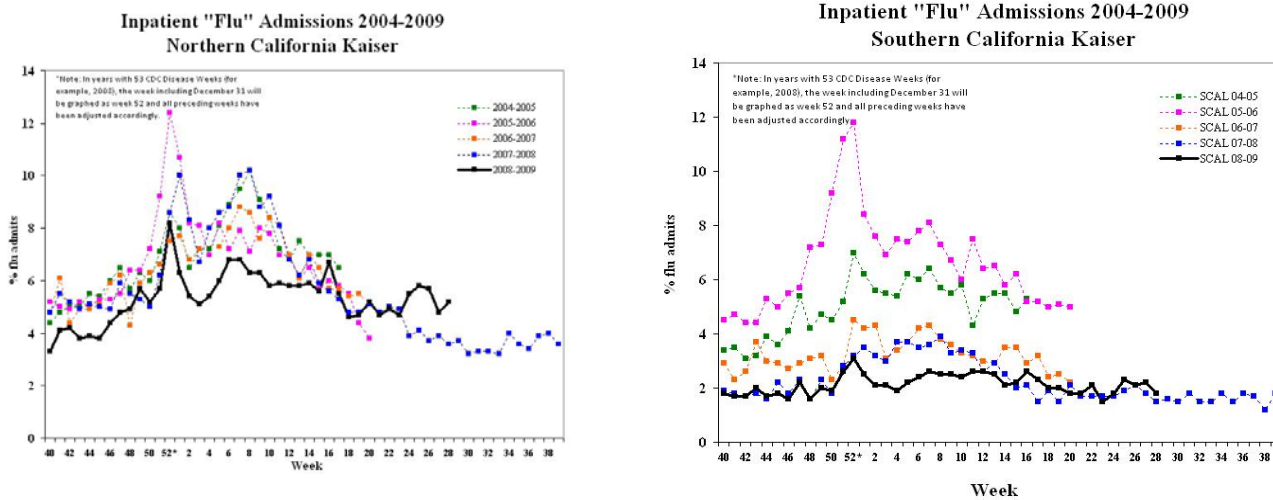 Inpatient "Flu" Admissions 2004-2009
Northern California Kaiser
*Note: In years with 53 CDC Disease Weeks (for
example, 2008), the week including December 31 will
be graphed as week 52 and all preceding weeks have
been adjusted accordingly.
2004-2005
2005-2006
2006-2007
2007-2008
2008-2009
% flu admits
14
12
10
8
6
4
2
0
40 42 44 46 48 50 52* 2 4 6 8 10 12 14 16 18 20 22 24 26 28 30 32 34 36 38
Week
Inpatient "Flu" Admissions 2004-2009
Southern California Kaiser
*Note: In years with 53 CDC Disease Weeks (for
example, 2008), the week including December 31 will
be graphed as week 52 and all preceding weeks have
been adjusted accordingly.
SCAL 04-05
SCAL 05-06
SCAL 06-07
SCAL 07-08
SCAL 08-09
% flu admits
14
12
10
8
6
4
2
0
40 42 44 46 48 50 52* 2 4 6 8 10 12 14 16 18 20 22 24 26 28 30 32 34 36 38
Week